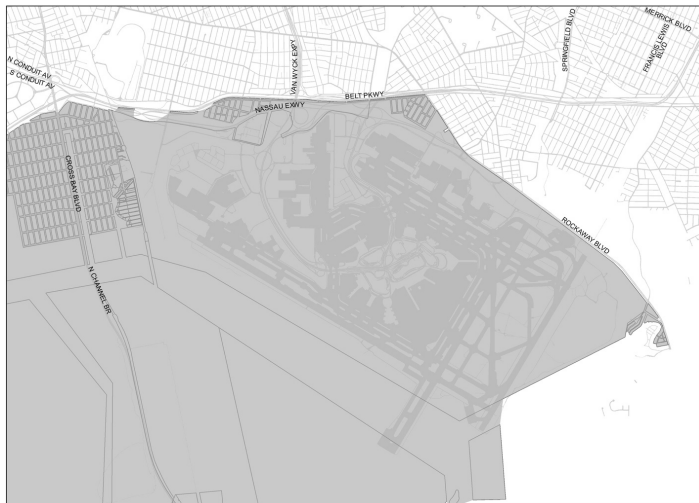 MERRICK BLVD
SPRINGFIELD BLVD
FRANCIS LEWIS
BLVD
N CONDUIT AV
S CONDUIT AV
VAN WYCK EXPY
BELT PKWY
NASSAU EXWY
CROSS BAY BLVD
ROCKAWAY BLVD
N CHANNEL BR